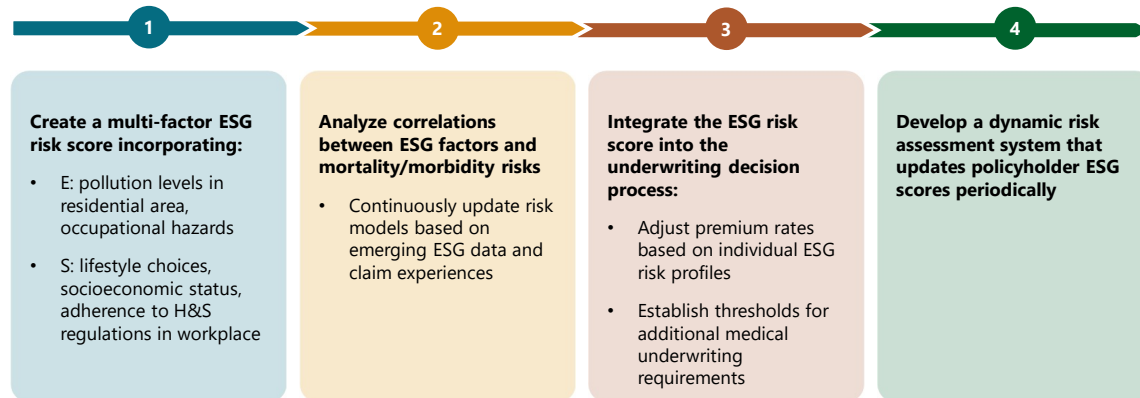 1
2
3
4
Create a multi-factor ESG
risk score incorporating:
• E: pollution levels in
residential area,
occupational hazards
• S: lifestyle choices,
socioeconomic status,
adherence to H&S
regulations in workplace
Analyze correlations
between ESG factors and
mortality/morbidity risks
• Continuously update risk
models based on
emerging ESG data and
claim experiences
Integrate the ESG risk
score into the
underwriting decision
process:
• Adjust premium rates
based on individual ESG
risk profiles
• Establish thresholds for
additional medical
underwriting
requirements
Develop a dynamic risk
assessment system that
updates policyholder ESG
scores periodically